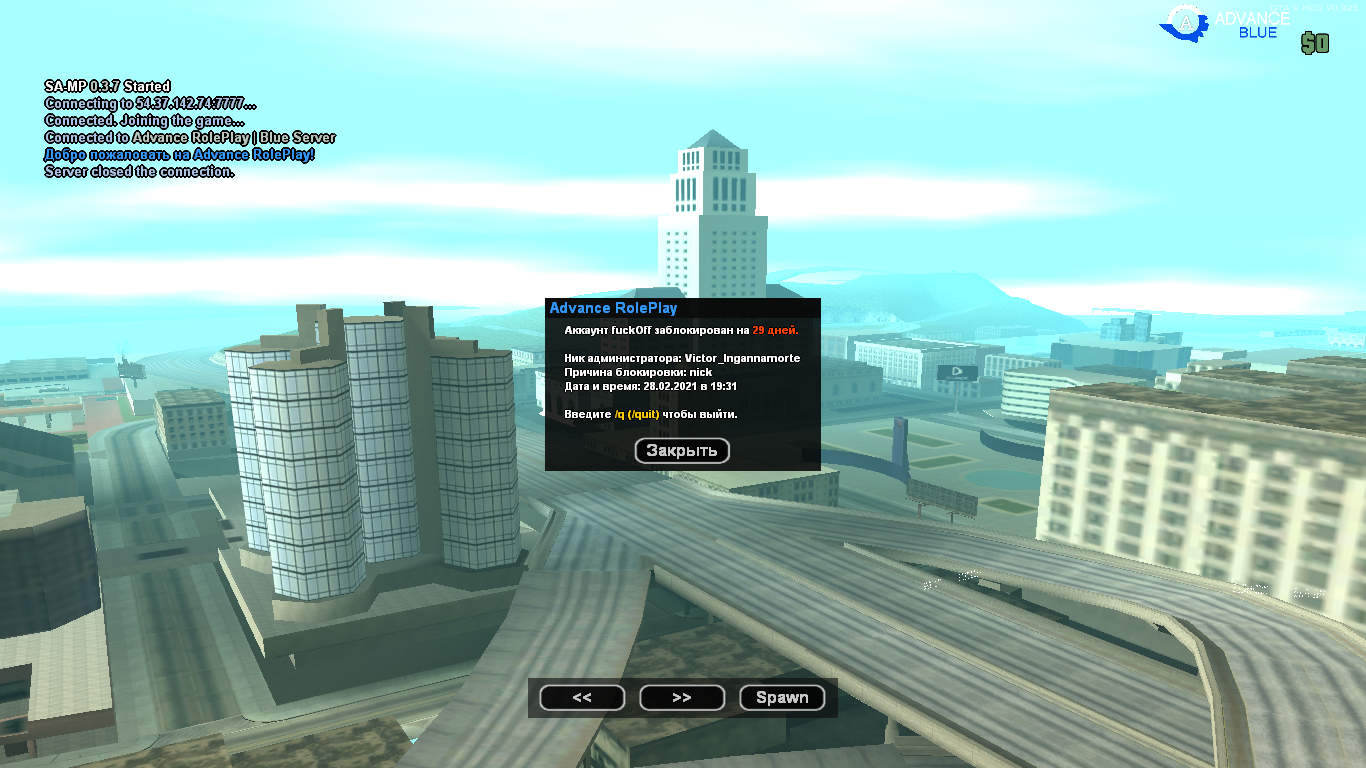 ADVANCE
BLUE
$0
SA-MP 0.3.7 Started
Connecting to 54.37.142.74:7777...
Connected. Joining the game...
Connected to Advance RolePlay | Blue Server
Добро пожаловать на Advance RolePlay!
Server closed the connection.
Advance RolePlay
Аккаунт fuckOff заблокирован на 29 дней.
Ник администратора: Victor_Ingannamorte
Причина блокировки: nick
Дата и время: 28.02.2021 в 19:31
Введите /q (/quit) чтобы выйти.
Закрыть
<< >> Spawn